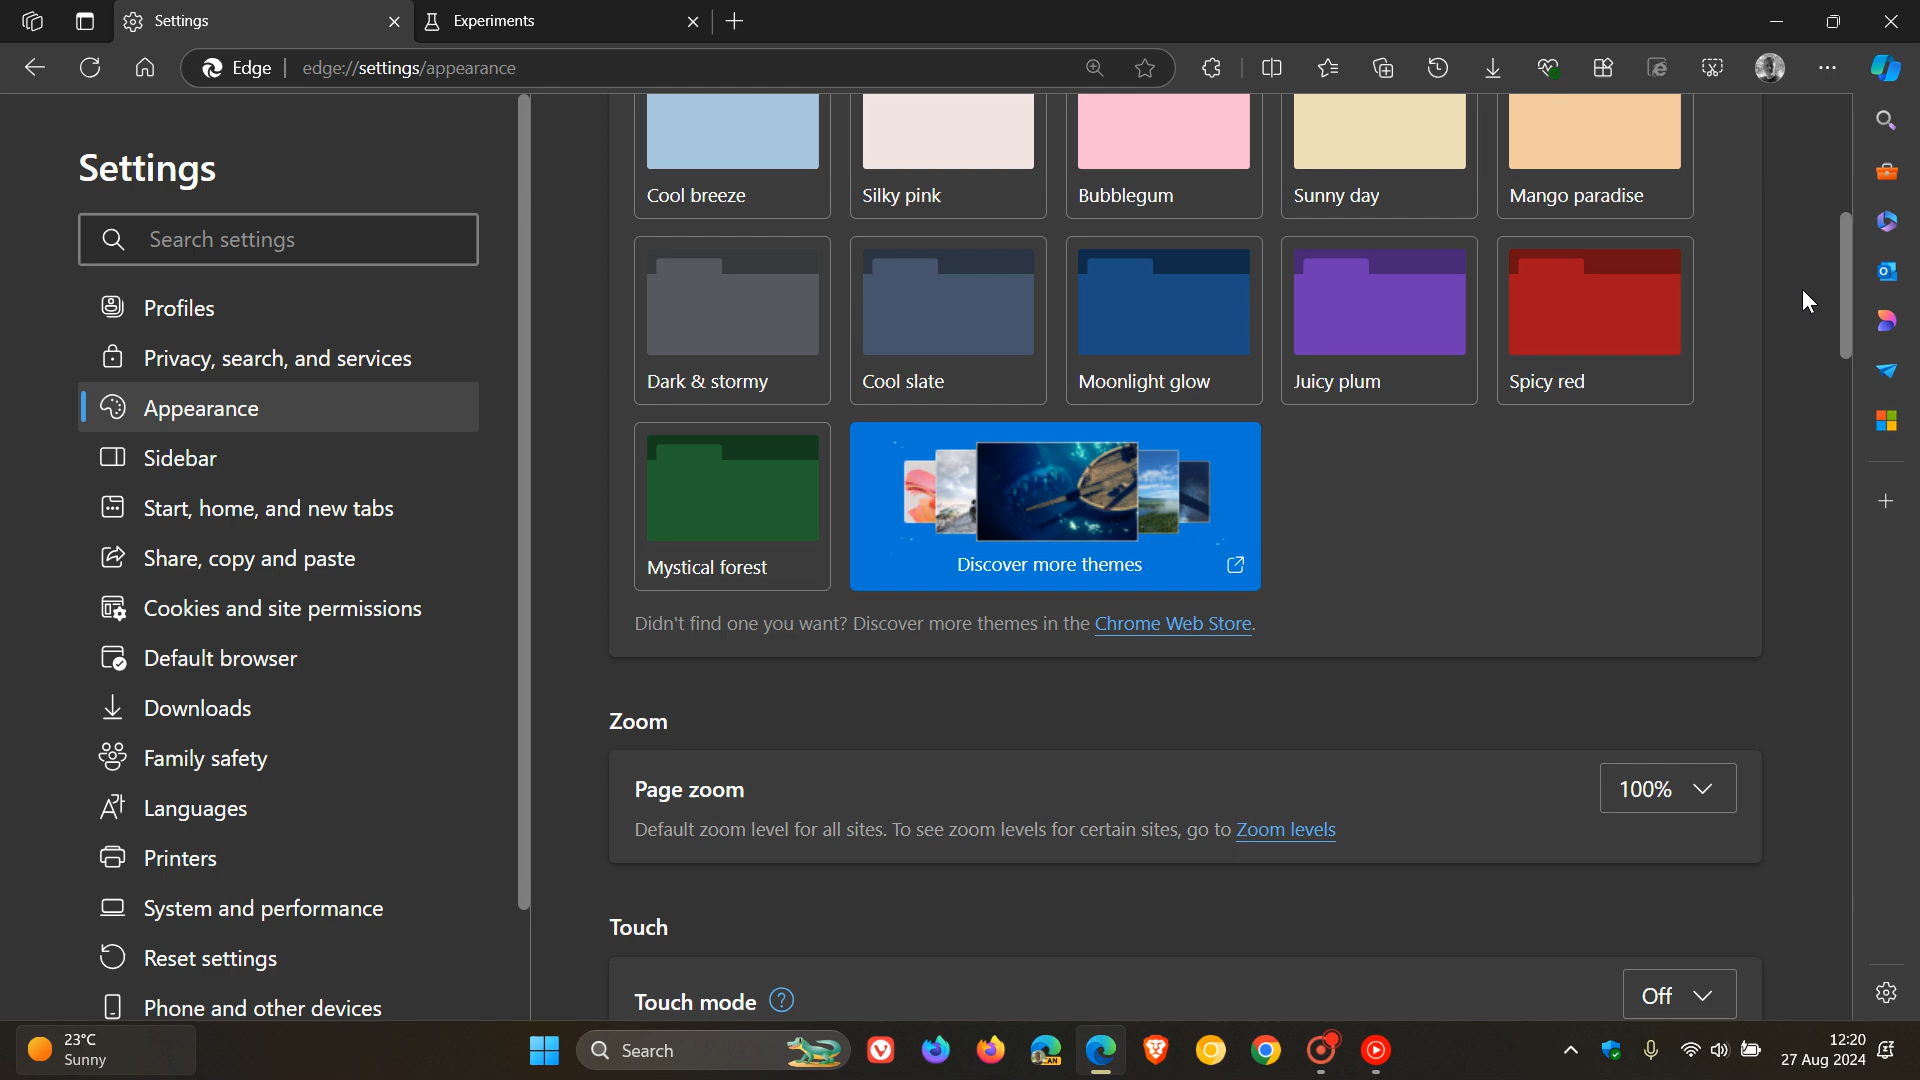 Settings
Experiments
Edge
edge://settings/appearance
Settings
Search settings
Profiles
Privacy, search, and services
Appearance
Sidebar
Start, home, and new tabs
Share, copy and paste
Cookies and site permissions
Default browser
Downloads
Family safety
Languages
Printers
System and performance
Reset settings
Phone and other devices
Cool breeze
Silky pink
Bubblegum
Sunny day
Mango paradise
Dark & stormy
Cool slate
Moonlight glow
Juicy plum
Spicy red
Mystical forest
Discover more themes
Didn't find one you want? Discover more themes in the Chrome Web Store.
Zoom
Page zoom
100%
Default zoom level for all sites. To see zoom levels for certain sites, go to Zoom levels
Touch
Touch mode
Off
23°C
Sunny
Search
CAN
12:20
27 Aug 2024